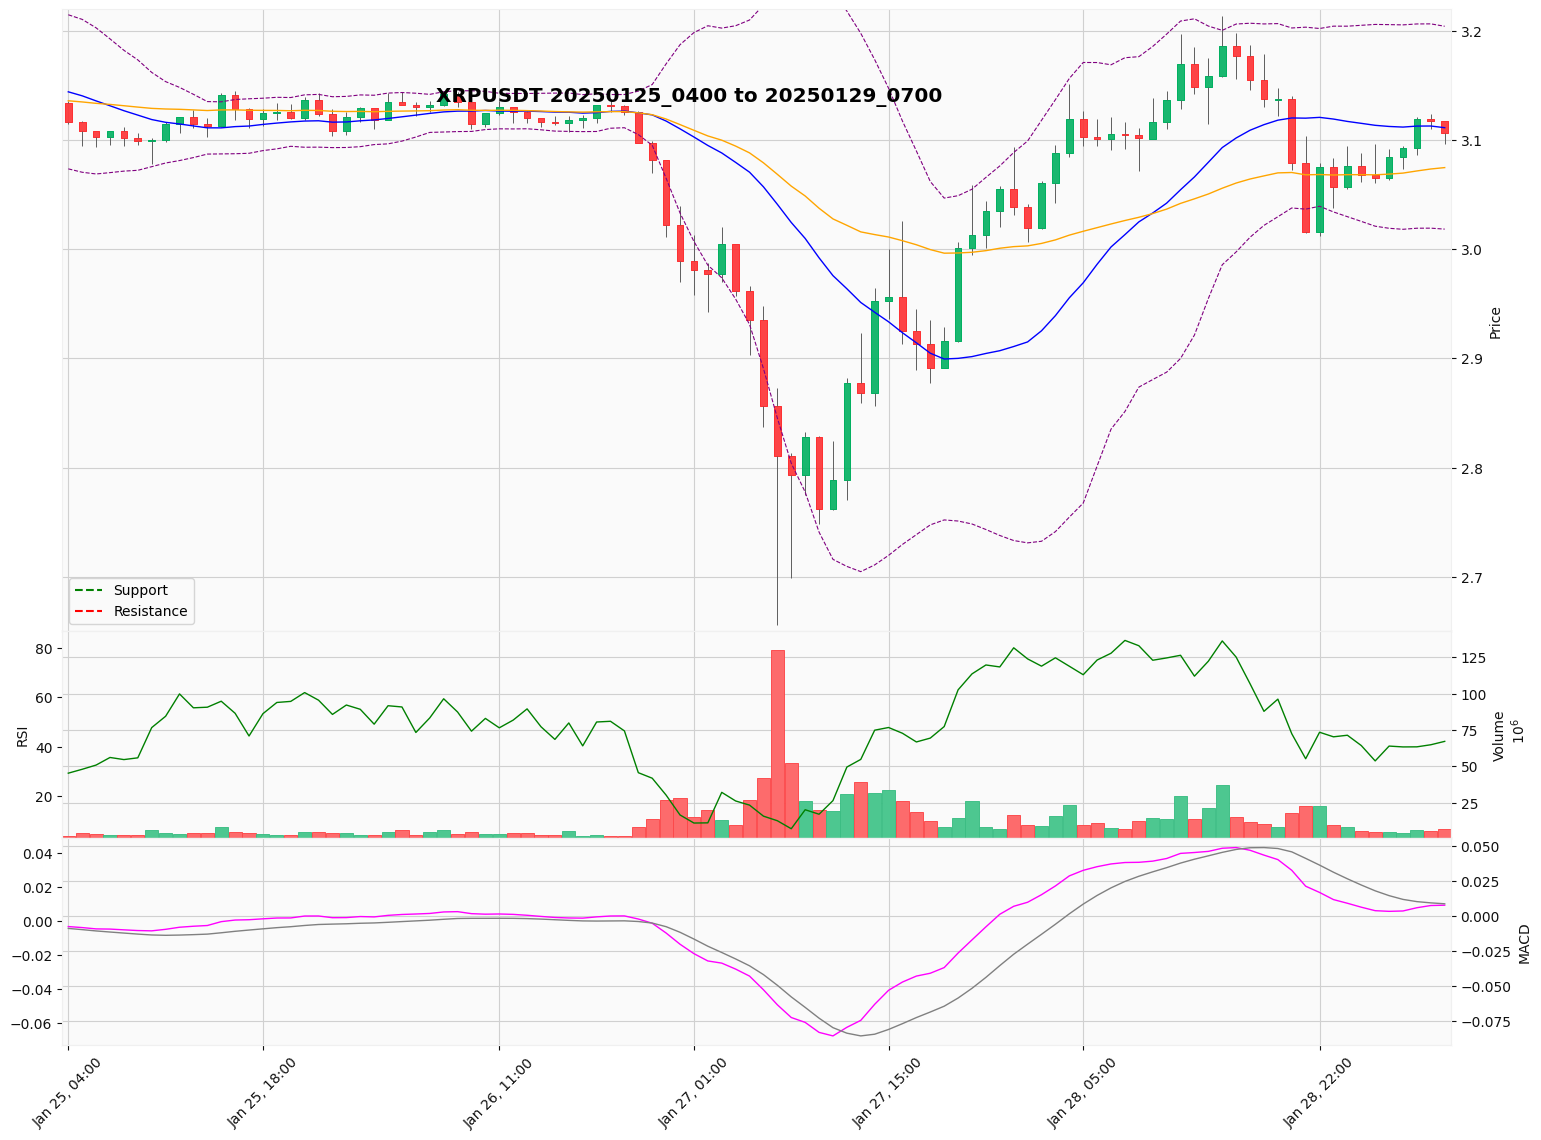 XRPUSDT 20250125_0400 to 20250129_0700
3.2
3.1
3.0
2.9
2.8
2.7
Price
Support
Resistance
80
60
40
20
RSI
125
100
75
50
25
Volume
10^6
0.04
0.02
0.00
−0.02
−0.04
−0.06
0.050
0.025
0.000
−0.025
−0.050
−0.075
MACD
Jan 25, 04:00
Jan 25, 18:00
Jan 26, 11:00
Jan 27, 01:00
Jan 27, 15:00
Jan 28, 05:00
Jan 28, 22:00